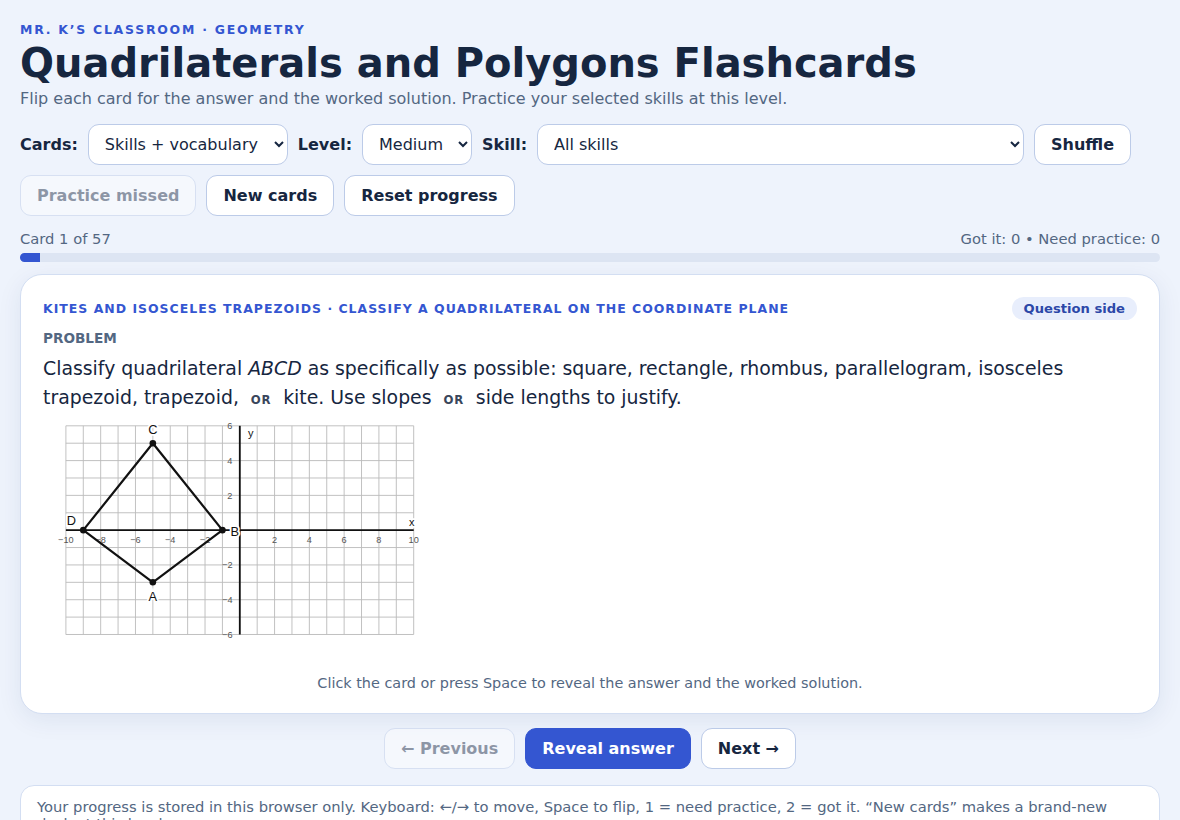 MR. K’S CLASSROOM · GEOMETRY
Quadrilaterals and Polygons Flashcards
Flip each card for the answer and the worked solution. Practice your selected skills at this level.
Cards: Skills + vocabulary Level: Medium Skill: All skills Shuffle
Practice missed New cards Reset progress
Card 1 of 57 Got it: 0 • Need practice: 0
KITES AND ISOSCELES TRAPEZOIDS · CLASSIFY A QUADRILATERAL ON THE COORDINATE PLANE Question side
PROBLEM
Classify quadrilateral ABCD as specifically as possible: square, rectangle, rhombus, parallelogram, isosceles
trapezoid, trapezoid, OR kite. Use slopes OR side lengths to justify.
C 6 y
4
2
D B x
−10 −8 −6 −4 −2 2 4 6 8 10
−2
A −4
−6
Click the card or press Space to reveal the answer and the worked solution.
← Previous Reveal answer Next →
Your progress is stored in this browser only. Keyboard: ←/→ to move, Space to flip, 1 = need practice, 2 = got it. “New cards” makes a brand-new